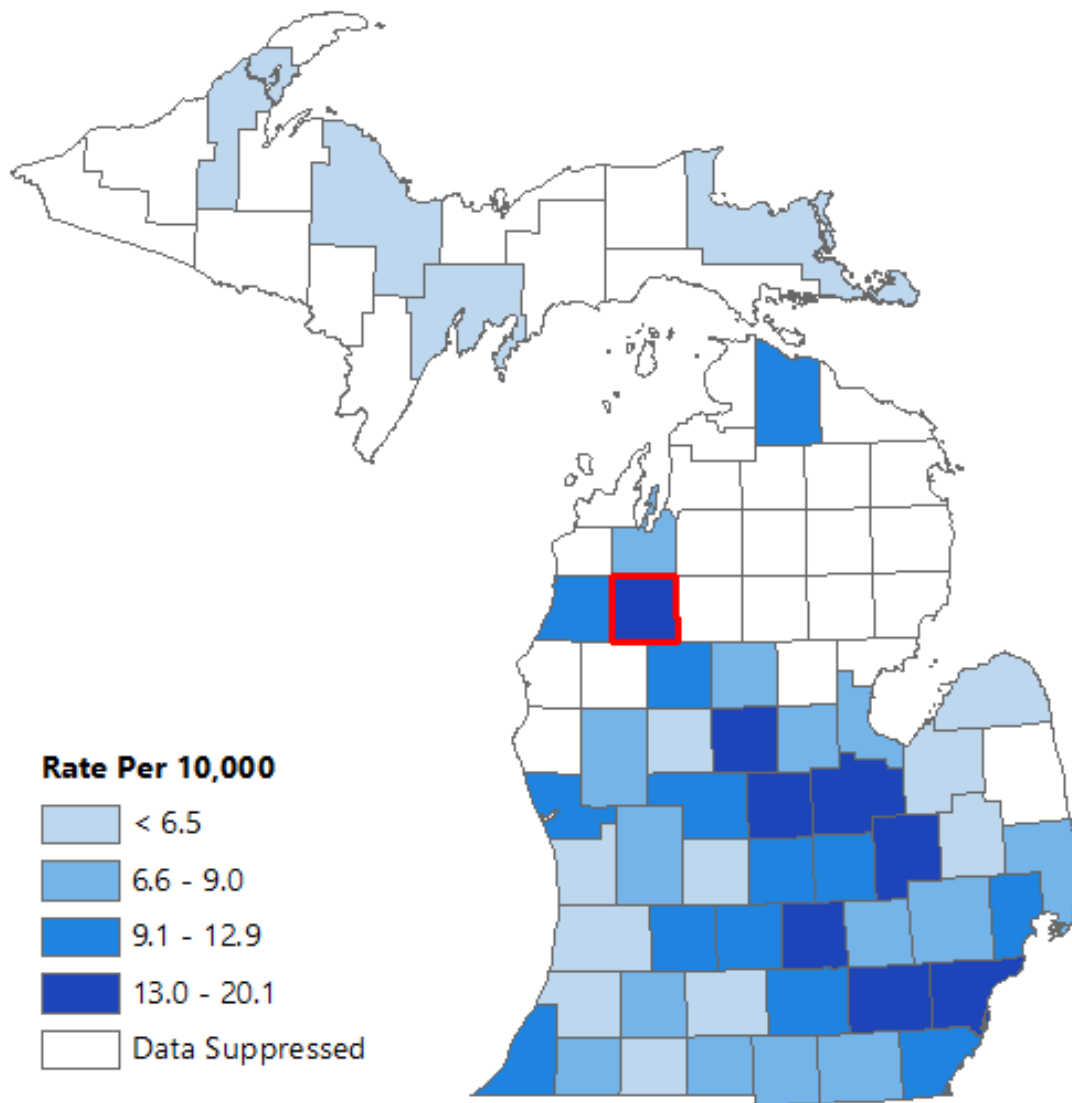 Rate Per 10,000
< 6.5
6.6 - 9.0
9.1 - 12.9
13.0 - 20.1
Data Suppressed